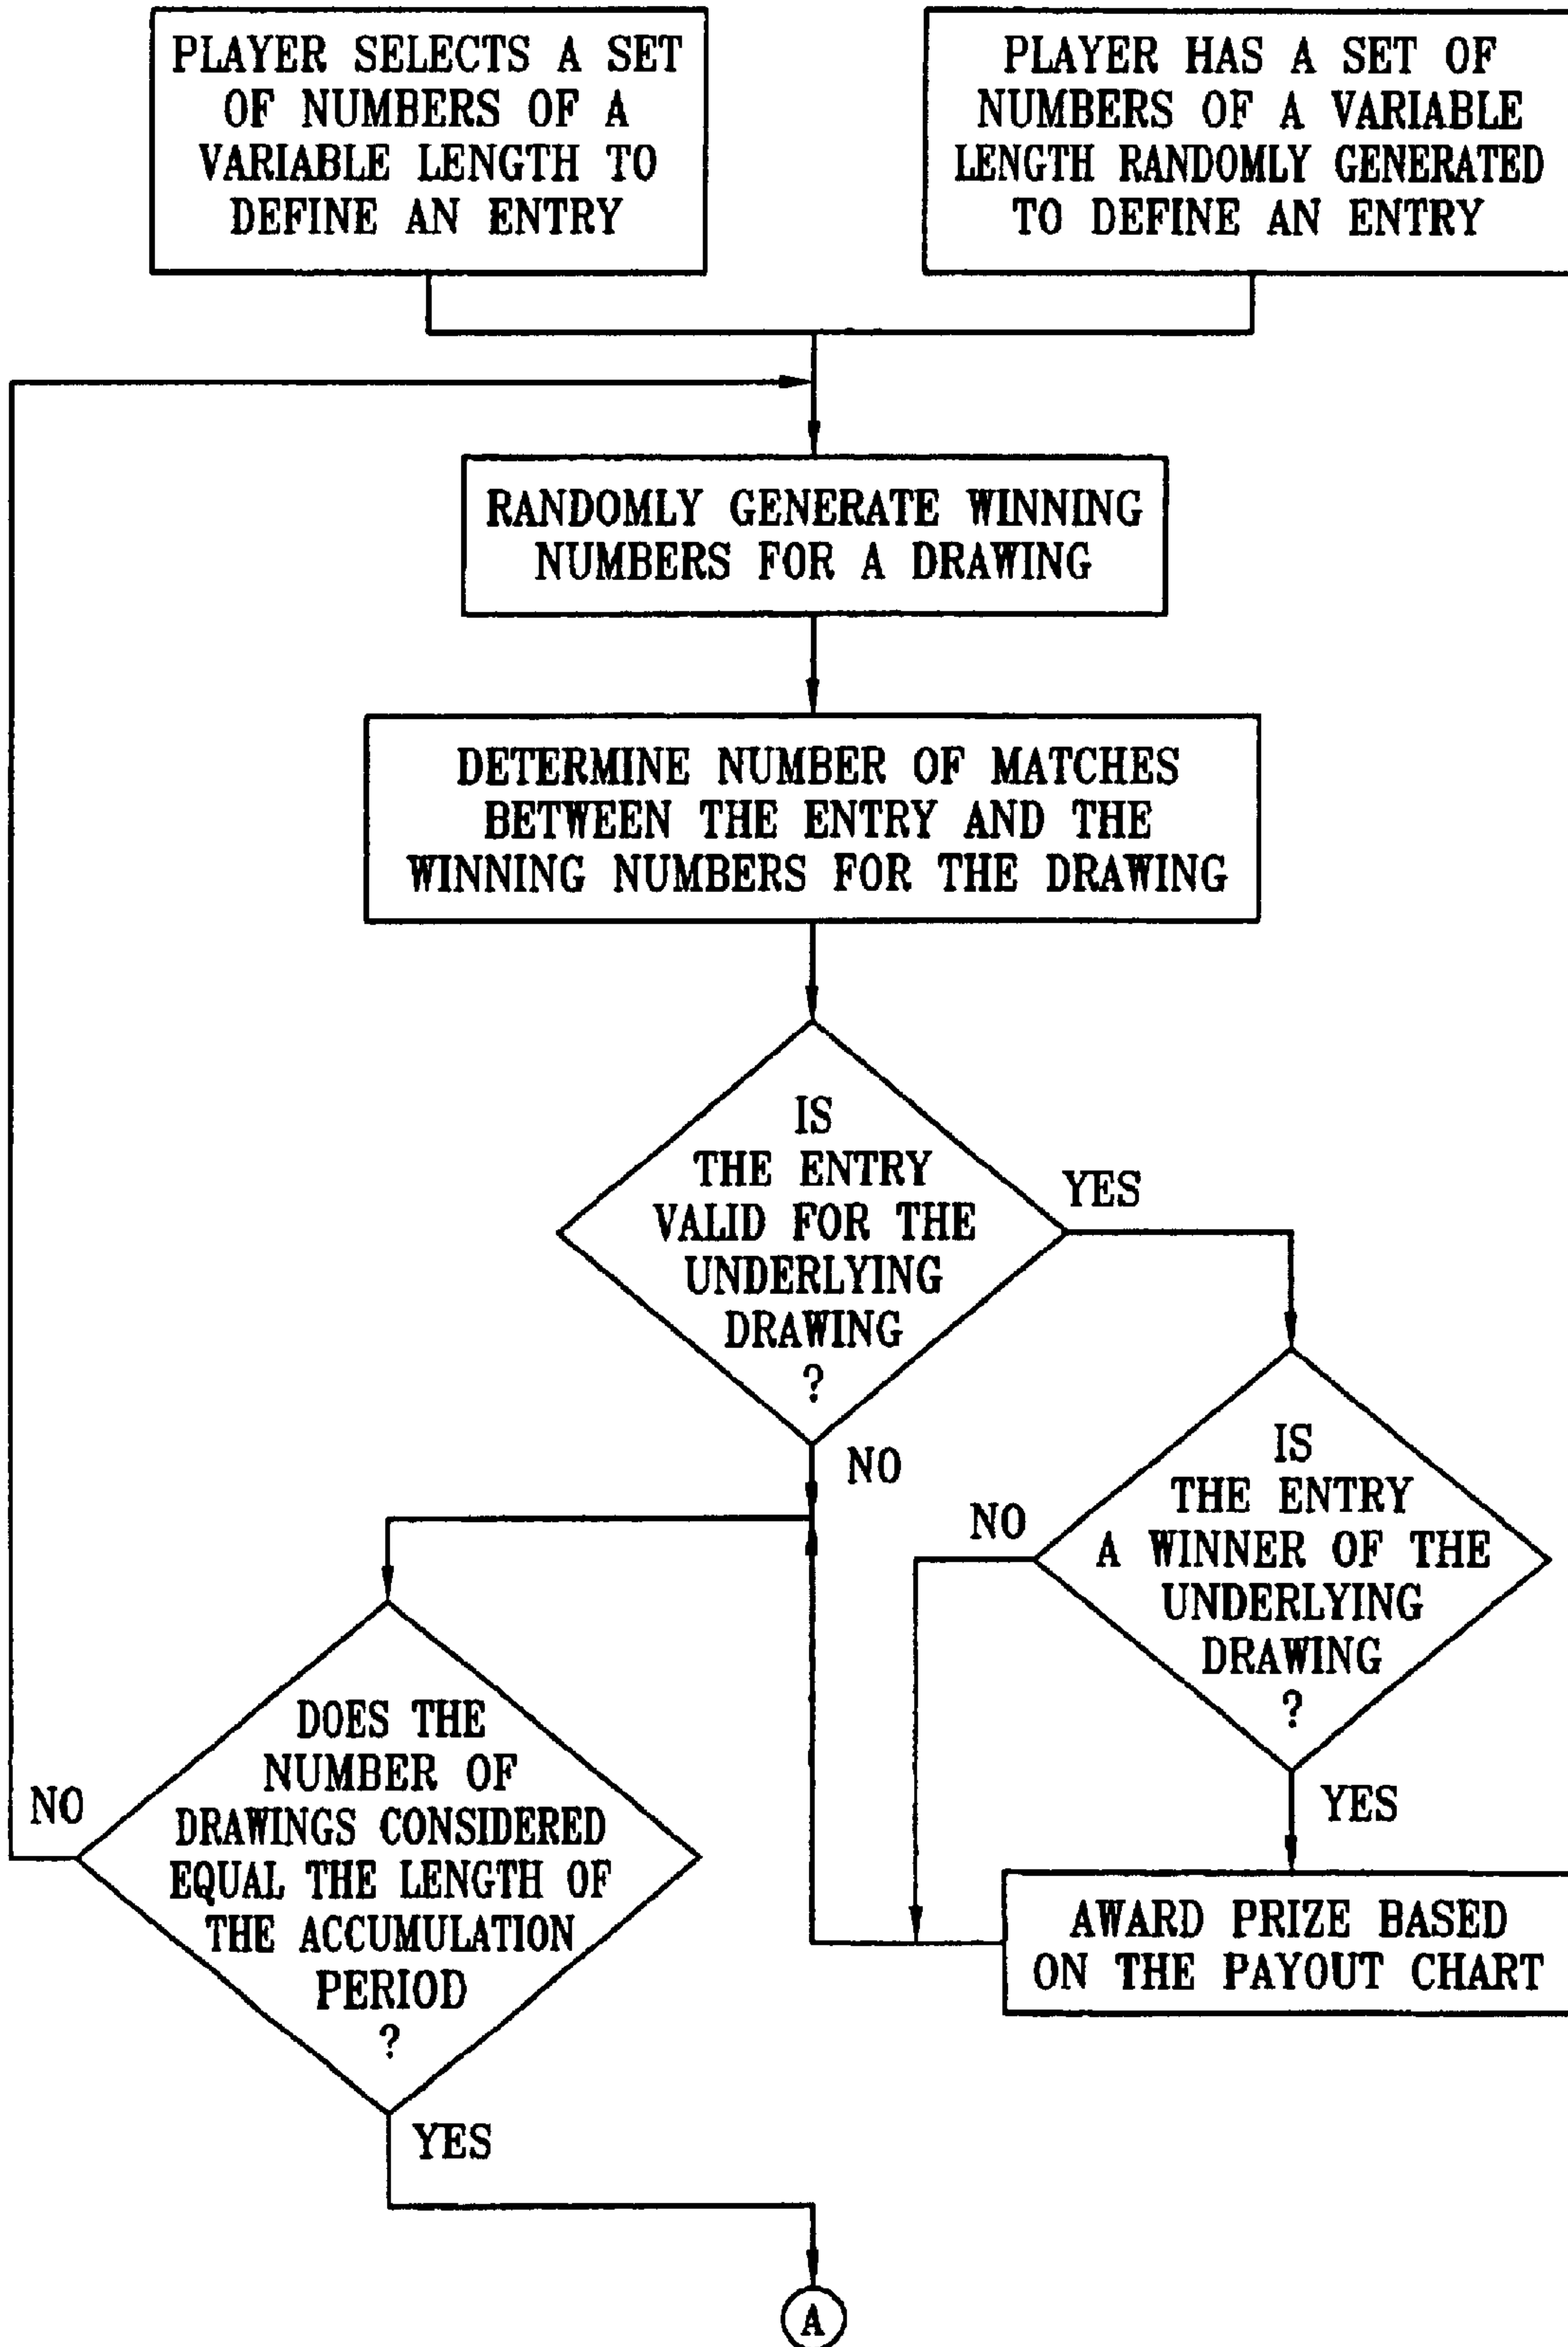 PLAYER SELECTS A SET
OF NUMBERS OF A
VARIABLE LENGTH TO
DEFINE AN ENTRY
PLAYER HAS A SET OF
NUMBERS OF A VARIABLE
LENGTH RANDOMLY GENERATED
TO DEFINE AN ENTRY
RANDOMLY GENERATE WINNING
NUMBERS FOR A DRAWING
DETERMINE NUMBER OF MATCHES
BETWEEN THE ENTRY AND THE
WINNING NUMBERS FOR THE DRAWING
IS
THE ENTRY
VALID FOR THE
UNDERLYING
DRAWING
?
YES
NO
IS
THE ENTRY
A WINNER OF THE
UNDERLYING
DRAWING
?
NO
YES
AWARD PRIZE BASED
ON THE PAYOUT CHART
DOES THE
NUMBER OF
DRAWINGS CONSIDERED
EQUAL THE LENGTH OF
THE ACCUMULATION
PERIOD
?
NO
YES
A